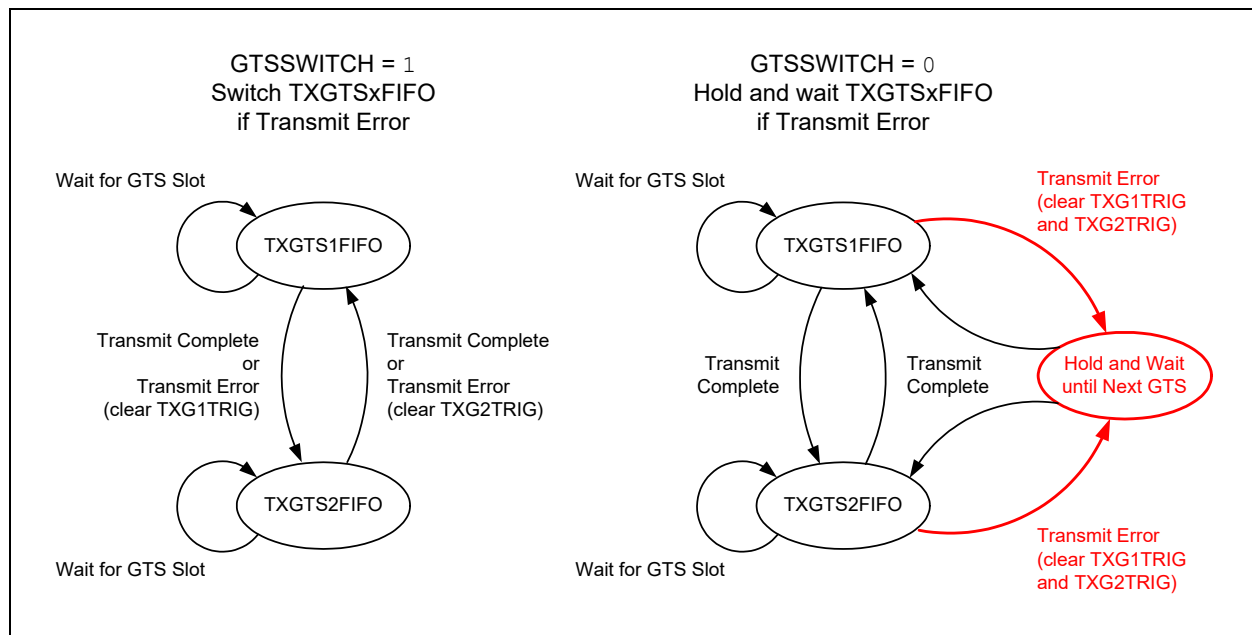 GTSSWITCH = 1
Switch TXGTSxFIFO
if Transmit Error
Wait for GTS Slot
TXGTS1FIFO
Transmit Complete
or
Transmit Error
(clear TXG1TRIG)
Transmit Complete
or
Transmit Error
(clear TXG2TRIG)
TXGTS2FIFO
Wait for GTS Slot
GTSSWITCH = 0
Hold and wait TXGTSxFIFO
if Transmit Error
Wait for GTS Slot
TXGTS1FIFO
Transmit Error
(clear TXG1TRIG
and TXG2TRIG)
Transmit
Complete
Transmit
Complete
Hold and Wait
until Next GTS
TXGTS2FIFO
Wait for GTS Slot
Transmit Error
(clear TXG1TRIG
and TXG2TRIG)